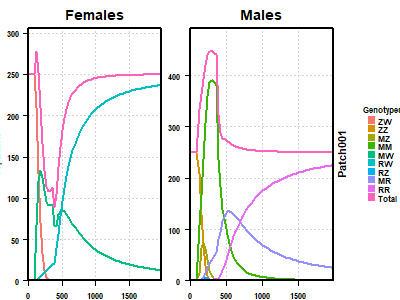 Females Males
300
250
200
150
100
50
0
0 500 1000 1500
400
300
200
100
0
0 500 1000 1500
Patch001
Genotypes
ZW
ZZ
MZ
MM
MW
RW
RZ
MR
RR
Total